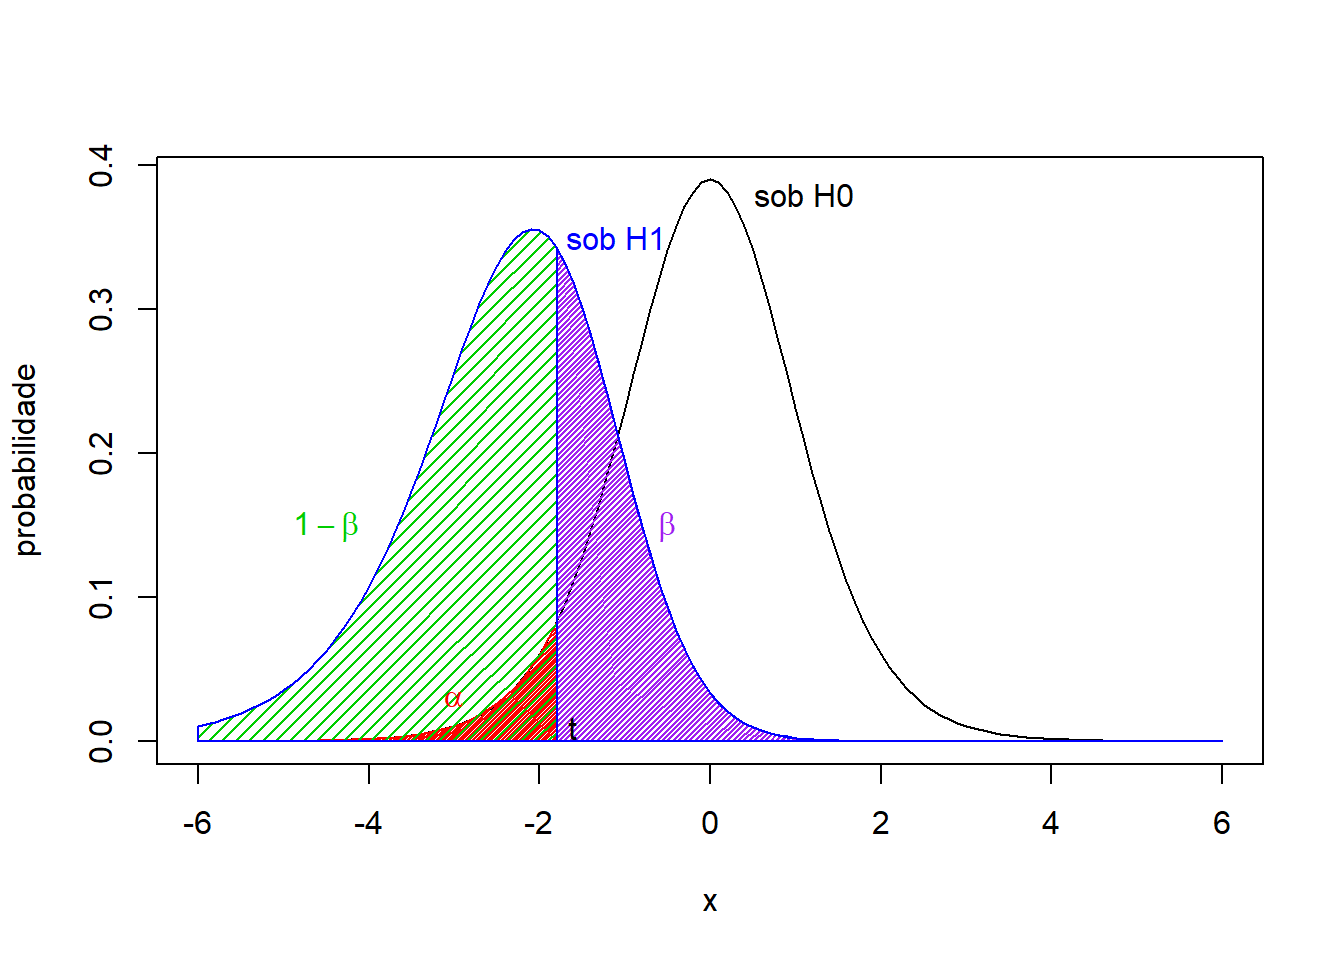 sob H0
sob H1
1 – β
β
α
t
probabilidade
0.4
0.3
0.2
0.1
0.0
-6 -4 -2 0 2 4 6
x